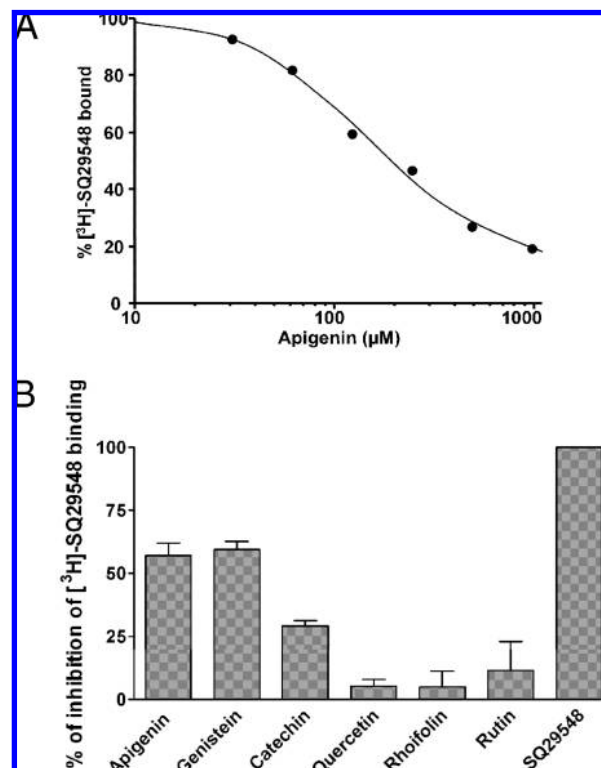 A
% [³H]-SQ29548 bound
100
80
60
40
20
0
10
100
1000
Apigenin (µM)
B
% of inhibition of [³H]-SQ29548 binding
100
75
50
25
0
Apigenin
Genistein
Catechin
Quercetin
Rhoifolin
Rutin
SQ29548